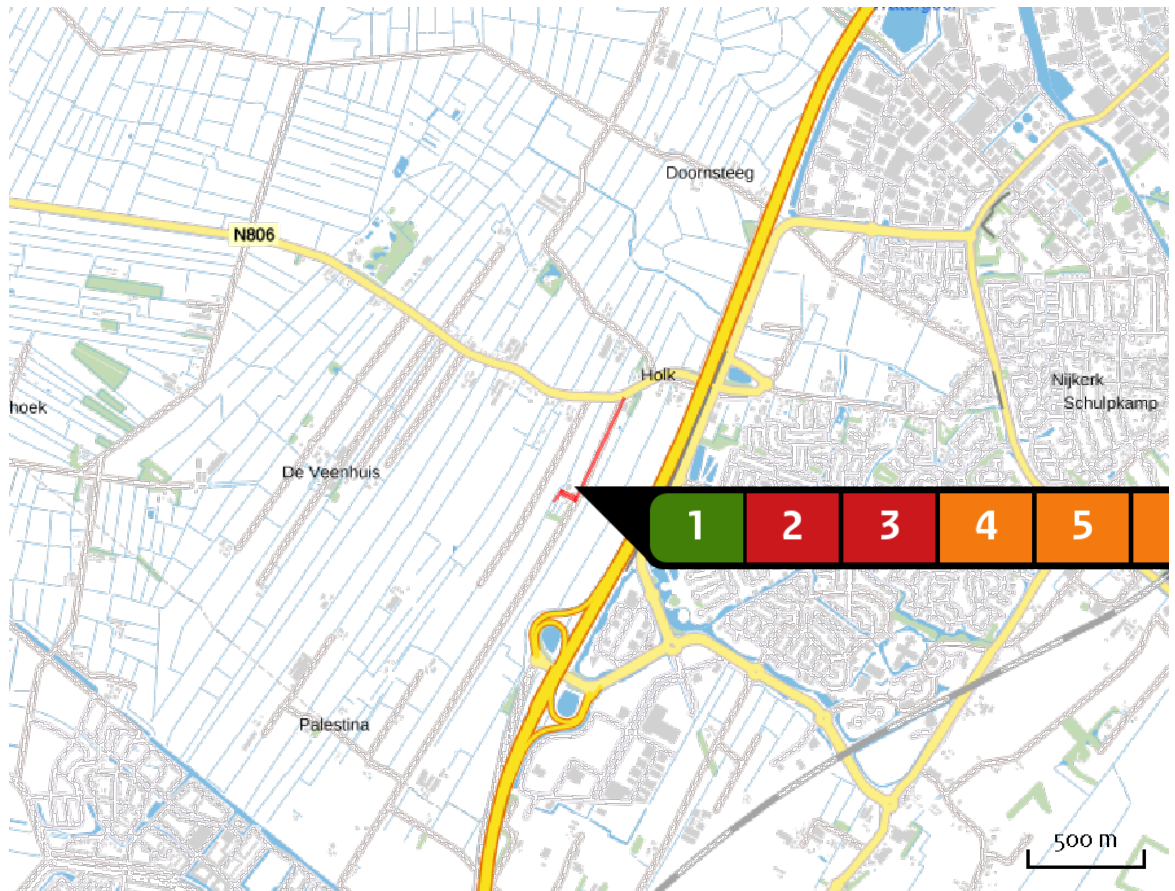 Doornsteeg
N806
Holk
Nijkerk
Schulpkamp
hoek
De Veenhuis
1 2 3 4 5
Palestina
500 m